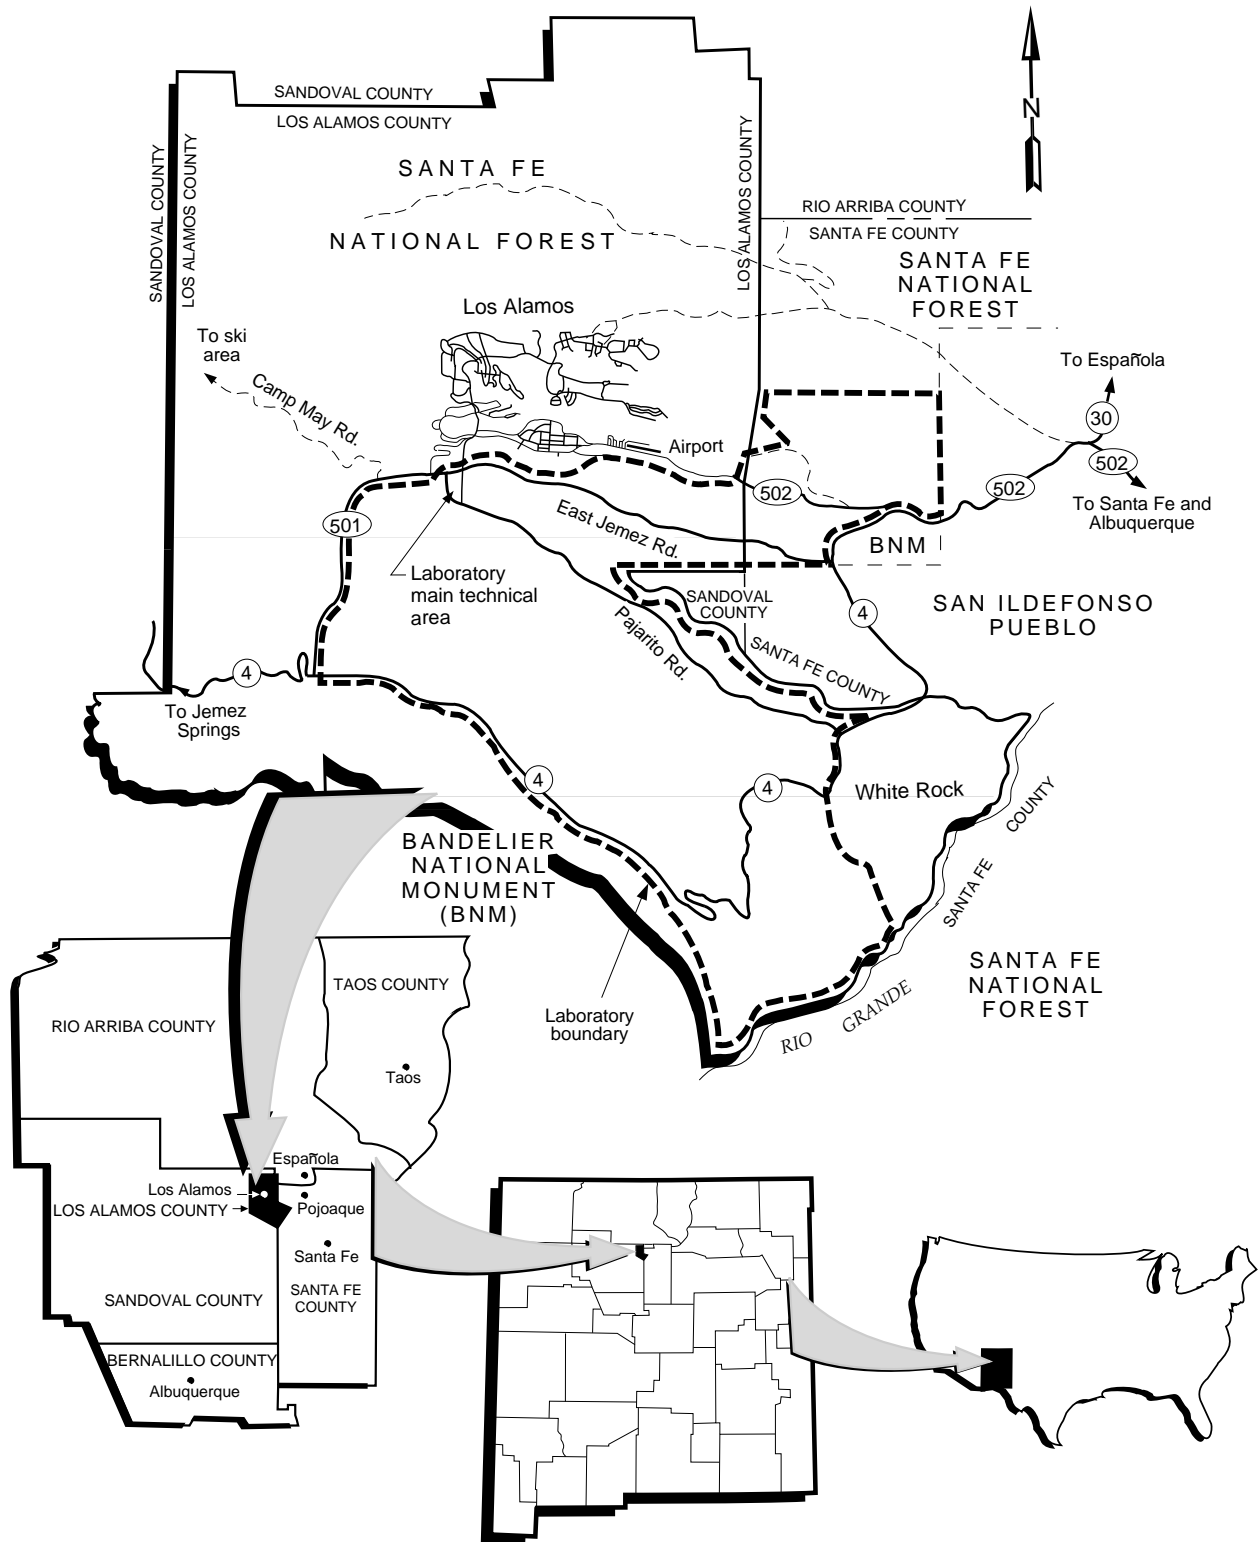 SANDOVAL COUNTY
LOS ALAMOS COUNTY
SANDOVAL COUNTY
LOS ALAMOS COUNTY
LOS ALAMOS COUNTY
N
SANTA FE
NATIONAL FOREST
RIO ARRIBA COUNTY
SANTA FE COUNTY
SANTA FE
NATIONAL
FOREST
Los Alamos
To ski
area
Camp May Rd.
Airport
To Española
30
502
502
502
To Santa Fe and
Albuquerque
501
East Jemez Rd.
BNM
Laboratory
main technical
area
SANDOVAL
COUNTY
4
SAN ILDEFONSO
PUEBLO
Pajarito Rd.
SANTA FE COUNTY
4
To Jemez
Springs
4
4
White Rock
COUNTY
SANTA FE
BANDELIER
NATIONAL
MONUMENT
(BNM)
SANTA FE
NATIONAL
FOREST
Laboratory
boundary
RIO GRANDE
TAOS COUNTY
RIO ARRIBA COUNTY
Taos
Española
Los Alamos
LOS ALAMOS COUNTY
Pojoaque
Santa Fe
SANDOVAL COUNTY
SANTA FE
COUNTY
BERNALILLO COUNTY
Albuquerque